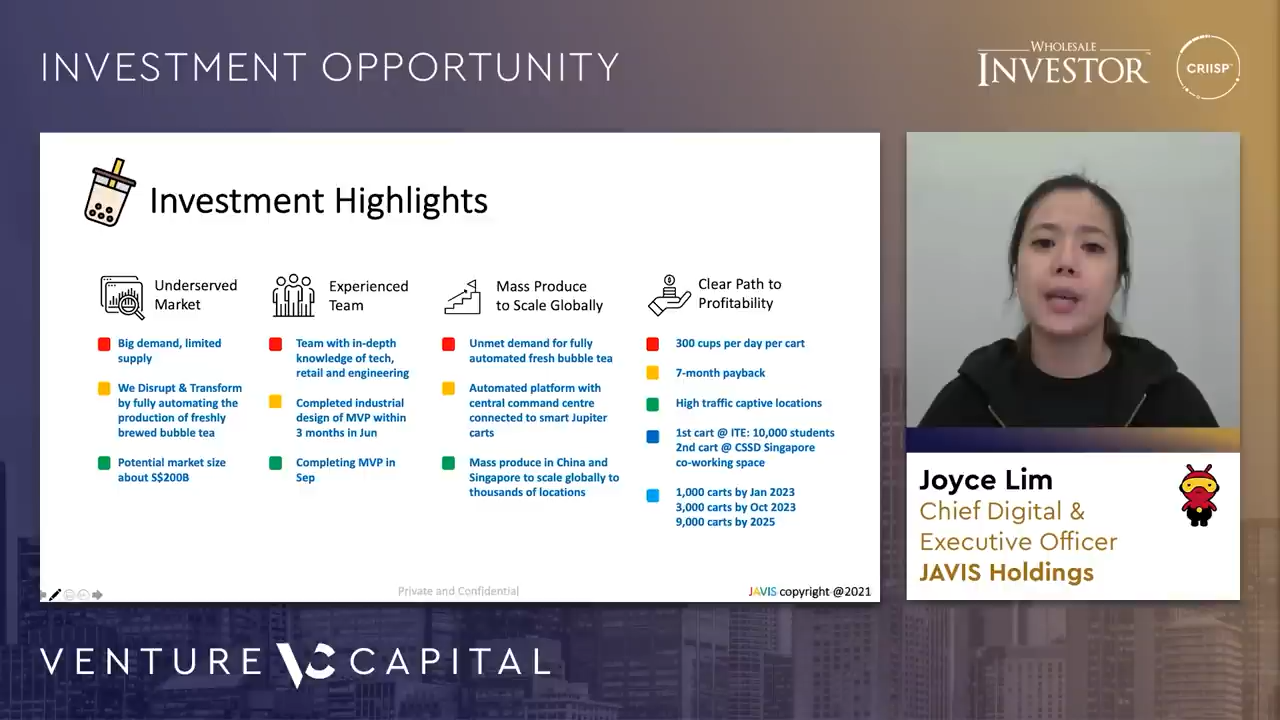 INVESTMENT OPPORTUNITY
WHOLESALE
INVESTOR
CRIISP™
Investment Highlights
Underserved
Market
Big demand, limited
supply
We Disrupt & Transform
by fully automating the
production of freshly
brewed bubble tea
Potential market size
about S$200B
Experienced
Team
Team with in-depth
knowledge of tech,
retail and engineering
Completed industrial
design of MVP within
3 months in Jun
Completing MVP in
Sep
Mass Produce
to Scale Globally
Unmet demand for fully
automated fresh bubble tea
Automated platform with
central command centre
connected to smart Jupiter
carts
Mass produce in China and
Singapore to scale globally to
thousands of locations
Clear Path to
Profitability
300 cups per day per cart
7-month payback
High traffic captive locations
1st cart @ ITE: 10,000 students
2nd cart @ CSSD Singapore
co-working space
1,000 carts by Jan 2023
3,000 carts by Oct 2023
9,000 carts by 2025
Private and Confidential
JAVIS copyright @2021
Joyce Lim
Chief Digital &
Executive Officer
JAVIS Holdings
VENTURE VC CAPITAL